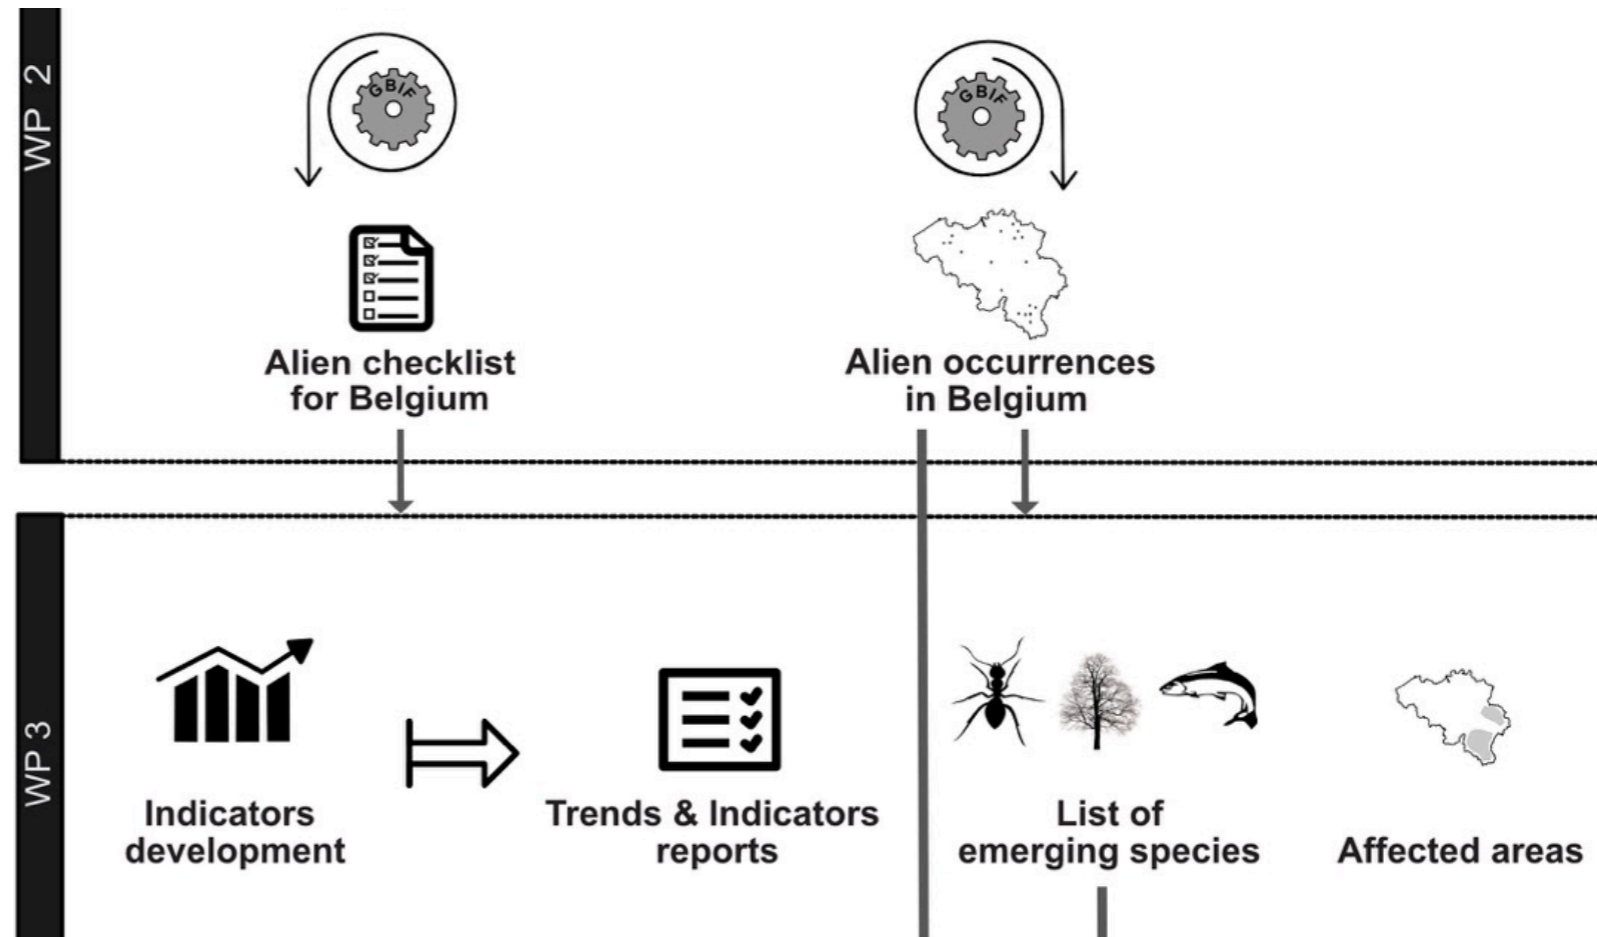 WP 2
GBIF
GBIF
Alien checklist
for Belgium
Alien occurrences
in Belgium
WP 3
Indicators
development
Trends & Indicators
reports
List of
emerging species
Affected areas